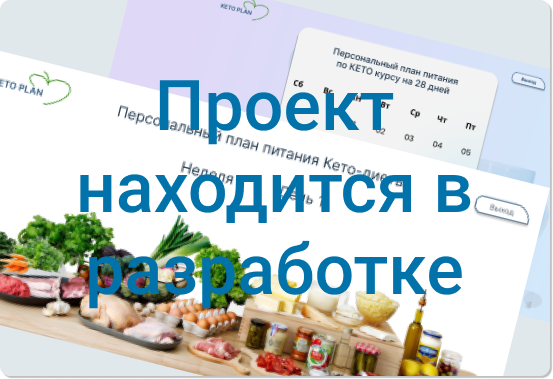 KETO PLAN
Персональный план питания
по КЕТО курсу на 28 дней
Выход
KETO PLAN
Сб Вс Пн Вт Ср Чт Пт
02 03 04 05
Проект
Персональный план питания Кето-диеты
Неделя День
находится в
Выход
разработке